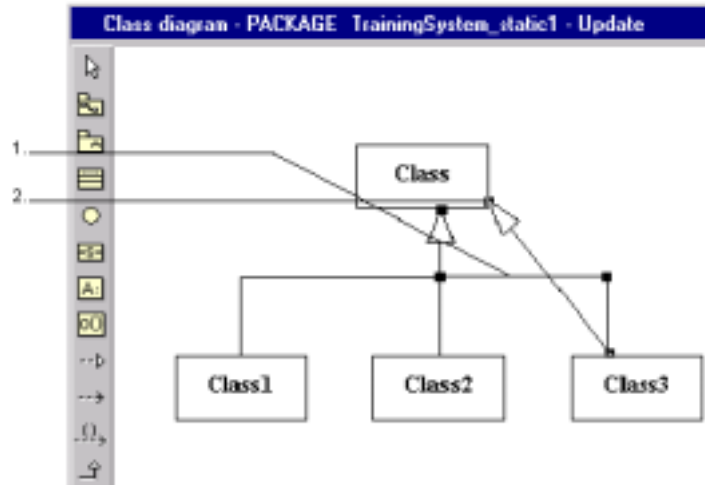 Class diagram - PACKAGE TrainingSystem_static1 - Update
1.
2.
Class
Class1
Class2
Class3
A: